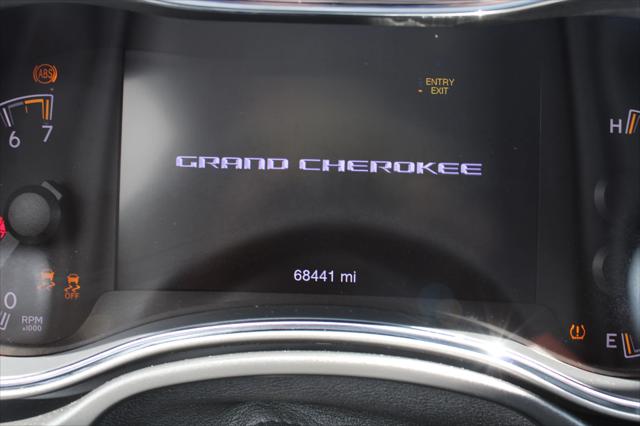 ABS
ENTRY
EXIT
6 7
H
GRAND CHEROKEE
68441 mi
OFF
0
RPM
x1000
E